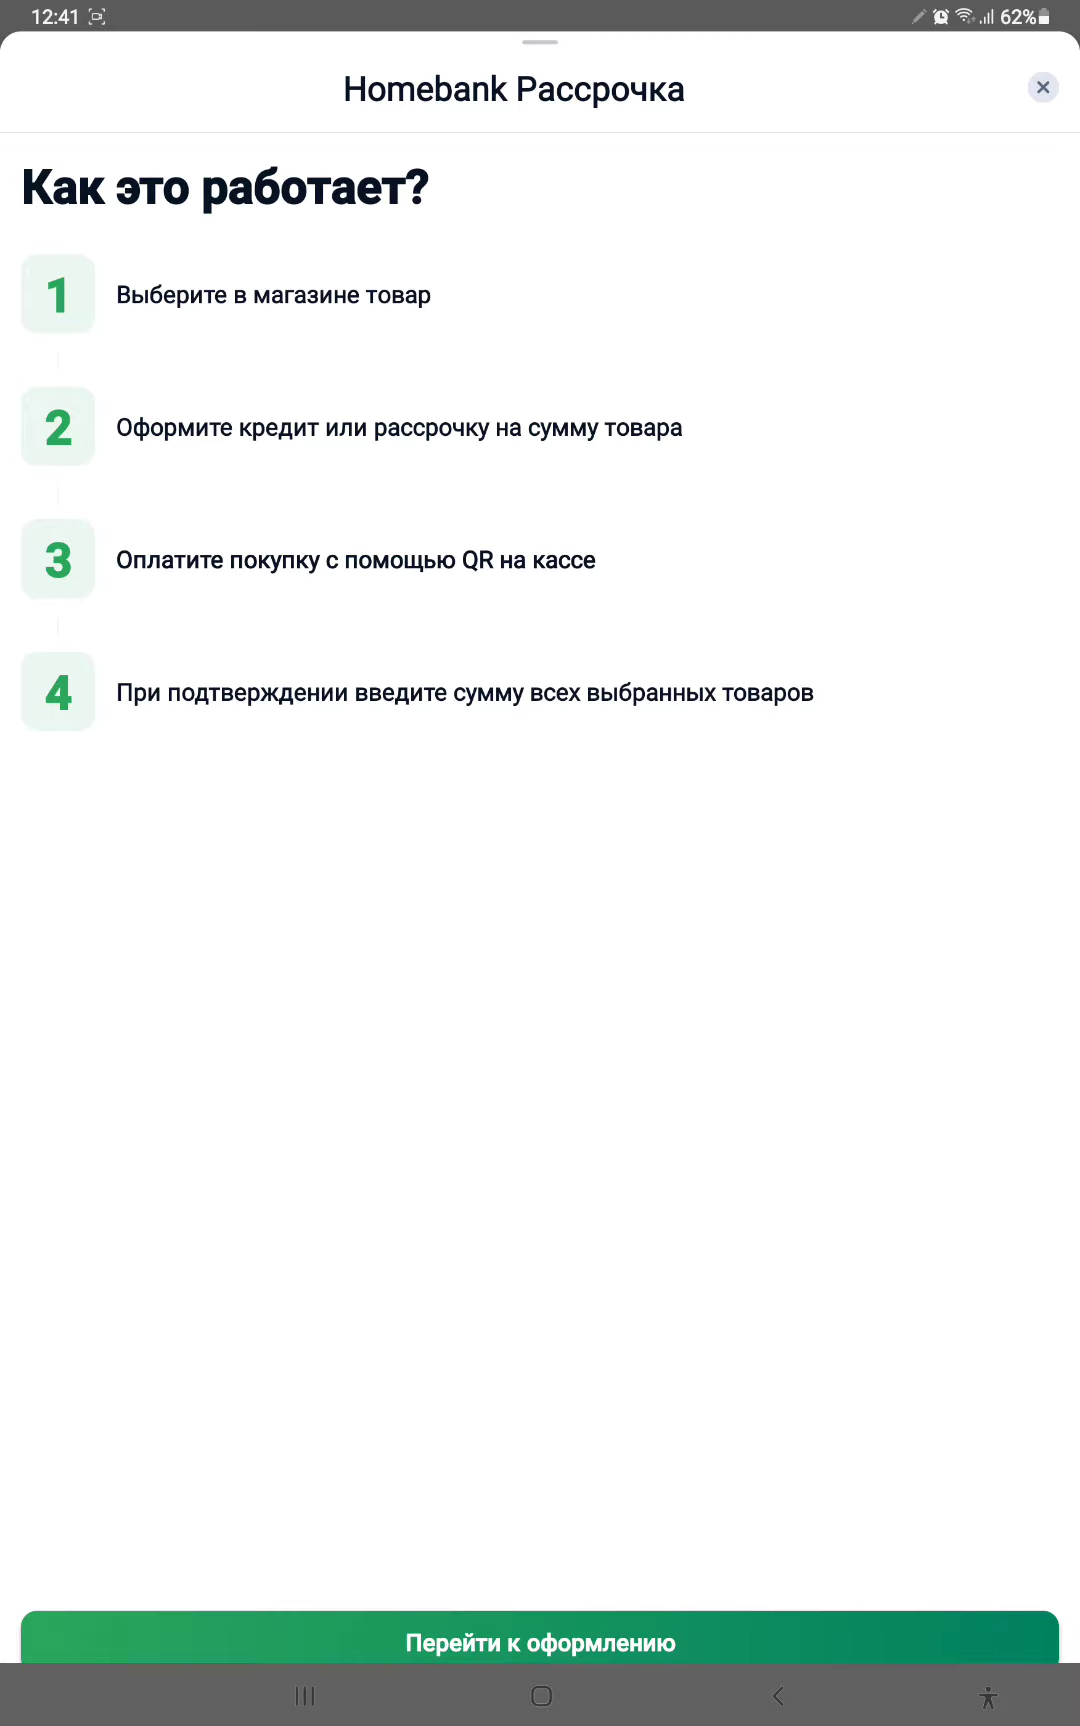 12:41
62%
Homebank Рассрочка
Как это работает?
1
Выберите в магазине товар
2
Оформите кредит или рассрочку на сумму товара
3
Оплатите покупку с помощью QR на кассе
4
При подтверждении введите сумму всех выбранных товаров
Перейти к оформлению